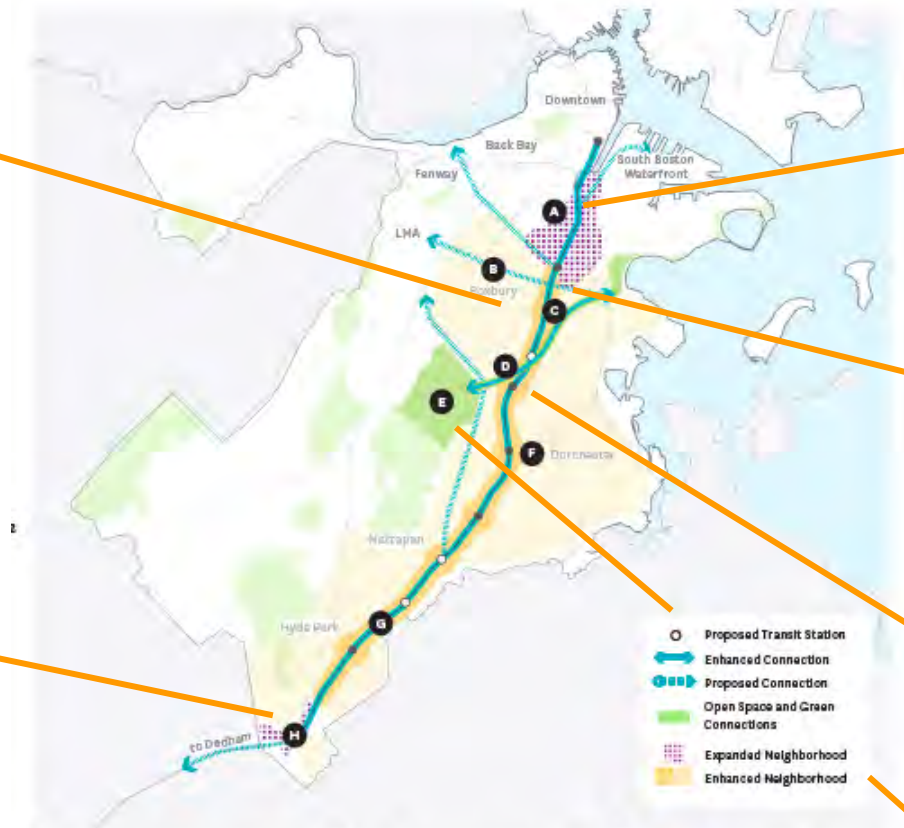 Downtown
Back Bay
South Boston
Waterfront
Fenway
A
LMA
B
Roxbury
C
D
E
F
Dorchester
Mattapan
G
Hyde Park
H
to Dedham
Proposed Transit Station
Enhanced Connection
Proposed Connection
Open Space and Green
Connections
Expanded Neighborhood
Enhanced Neighborhood